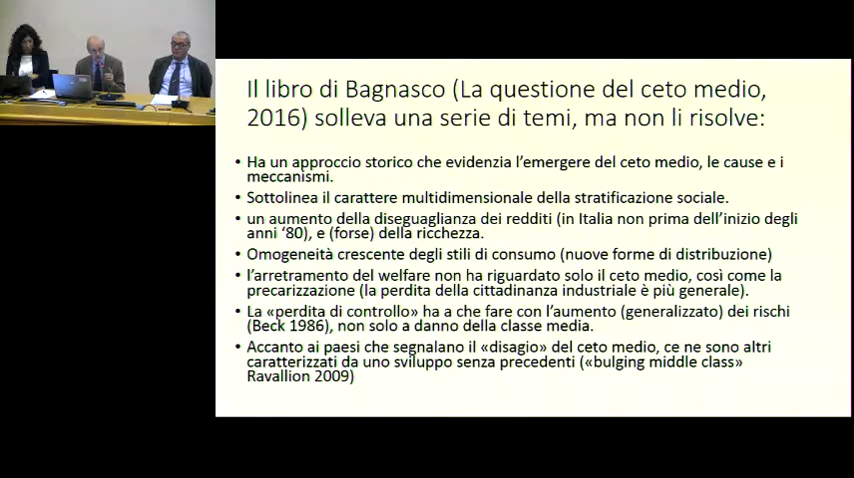 Il libro di Bagnasco (La questione del ceto medio,
2016) solleva una serie di temi, ma non li risolve:
• Ha un approccio storico che evidenzia l'emergere del ceto medio, le cause e i
meccanismi.
• Sottolinea il carattere multidimensionale della stratificazione sociale.
• un aumento della diseguaglianza dei redditi (in Italia non prima dell'inizio degli
anni '80), e (forse) della ricchezza.
• Omogeneità crescente degli stili di consumo (nuove forme di distribuzione)
• l'arretramento del welfare non ha riguardato solo il ceto medio, così come la
precarizzazione (la perdita della cittadinanza industriale è più generale).
• La «perdita di controllo» ha a che fare con l'aumento (generalizzato) dei rischi
(Beck 1986), non solo a danno della classe media.
• Accanto ai paesi che segnalano il «disagio» del ceto medio, ce ne sono altri
caratterizzati da uno sviluppo senza precedenti («bulging middle class»
Ravallion 2009)